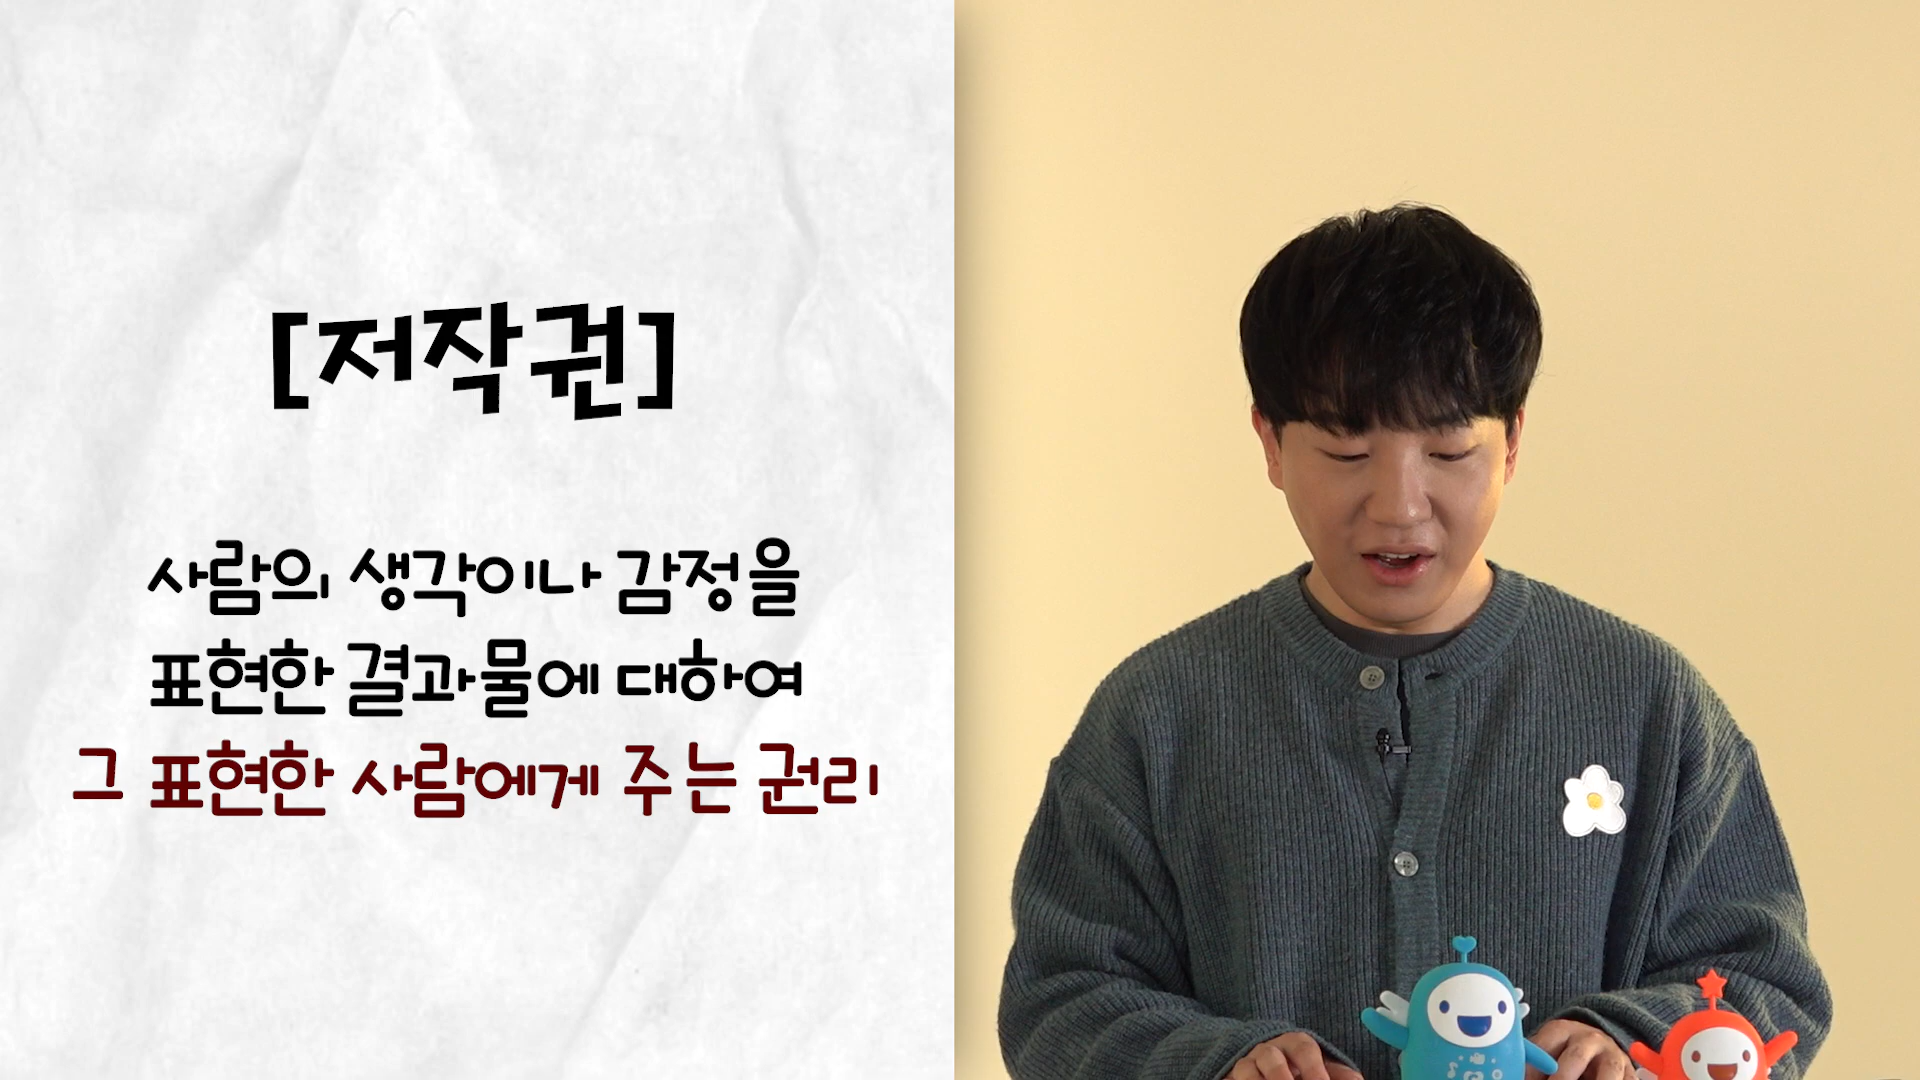 [저작권]
사람의 생각이나 감정을
표현한 결과물에 대하여
그 표현한 사람에게 주는 권리